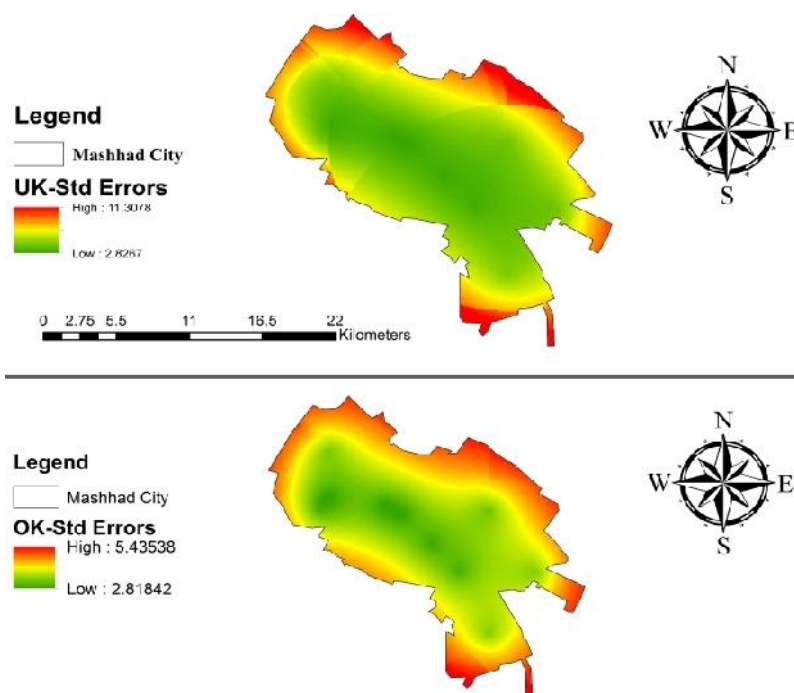 N
Legend
W E
Mashhad City
S
UK-Std Errors
High : 11.3078
Low : 2.8267
0 2.75 5.5 11 16.5 22
Kilometers
N
Legend
W E
Mashhad City
S
OK-Std Errors
High : 5.43538
Low : 2.81842